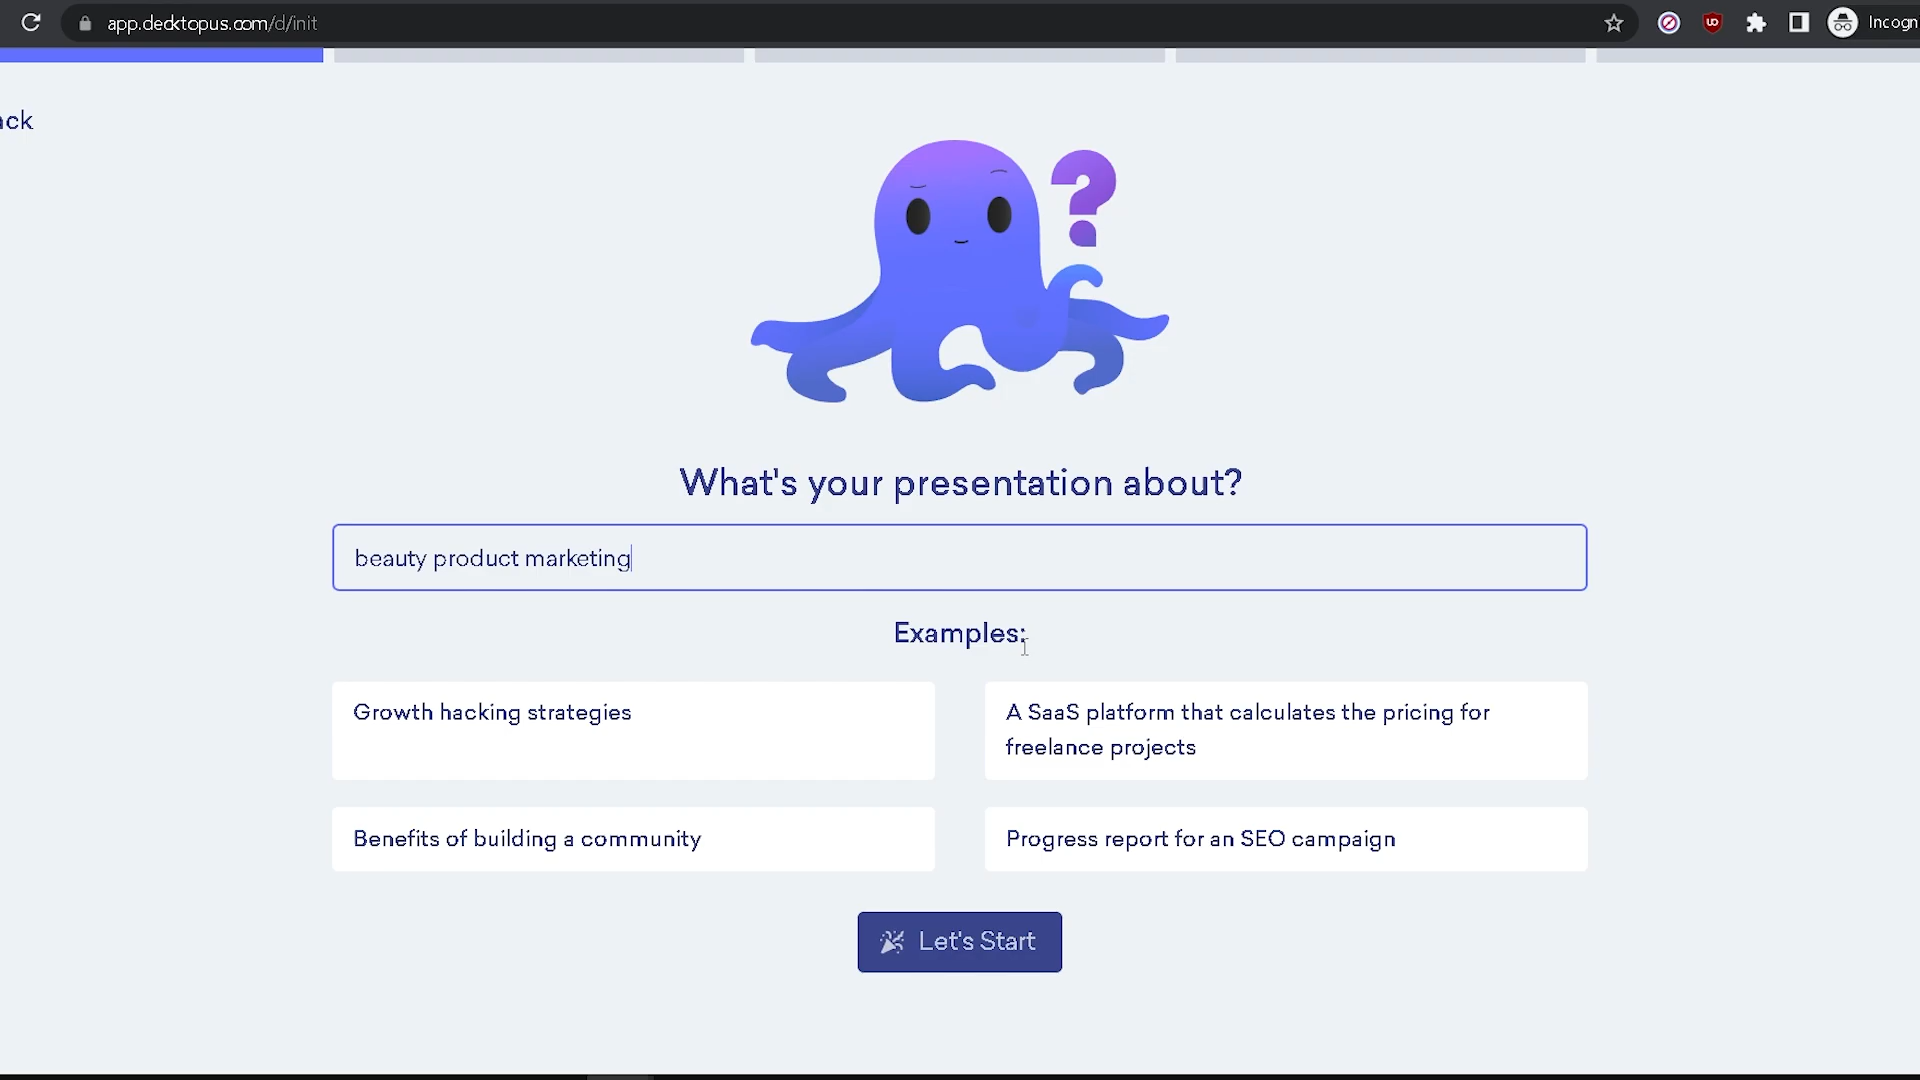 app.decktopus.com/d/init
Incogn
ack
?
What's your presentation about?
beauty product marketing
Examples:
Growth hacking strategies
A SaaS platform that calculates the pricing for
freelance projects
Benefits of building a community
Progress report for an SEO campaign
Let's Start